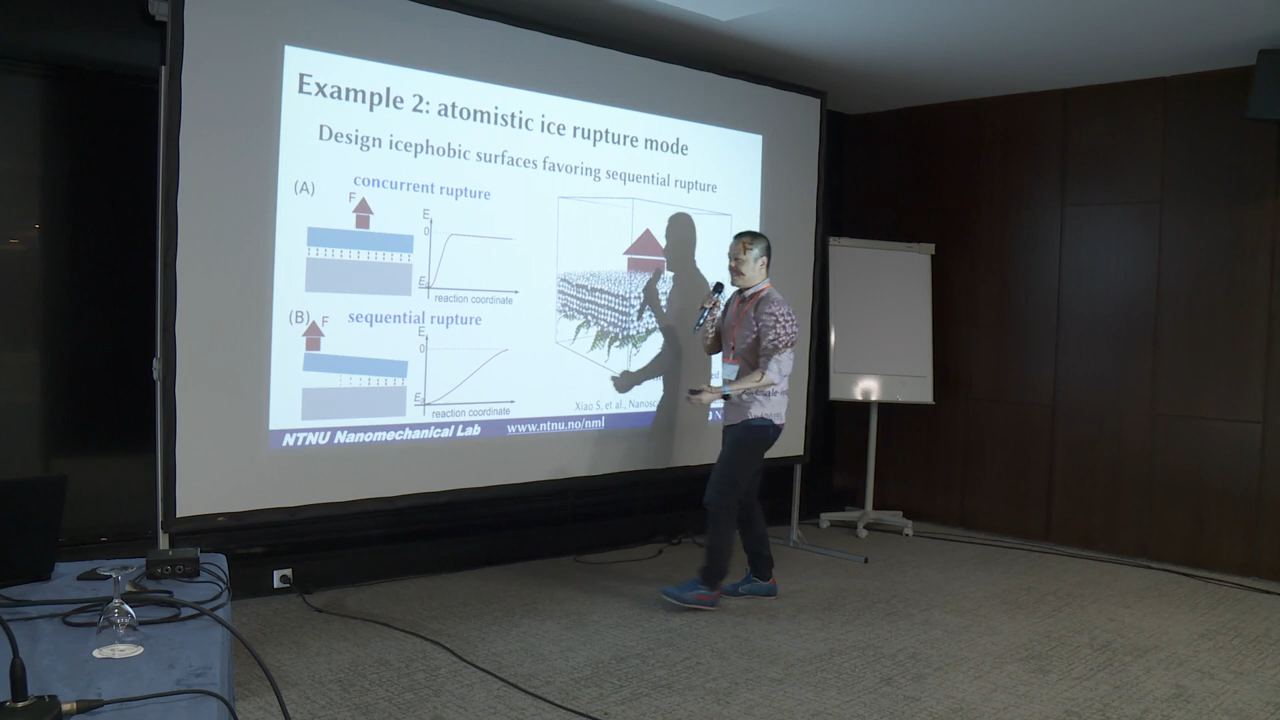 Example 2: atomistic ice rupture mode
Design icephobic surfaces favoring sequential rupture
(A)
concurrent rupture
F
E
0
reaction coordinate
(B)
F
sequential rupture
E
0
reaction coordinate
Xiao S. et al.,
NTNU Nanomechanical Lab
www.ntnu.no/nml